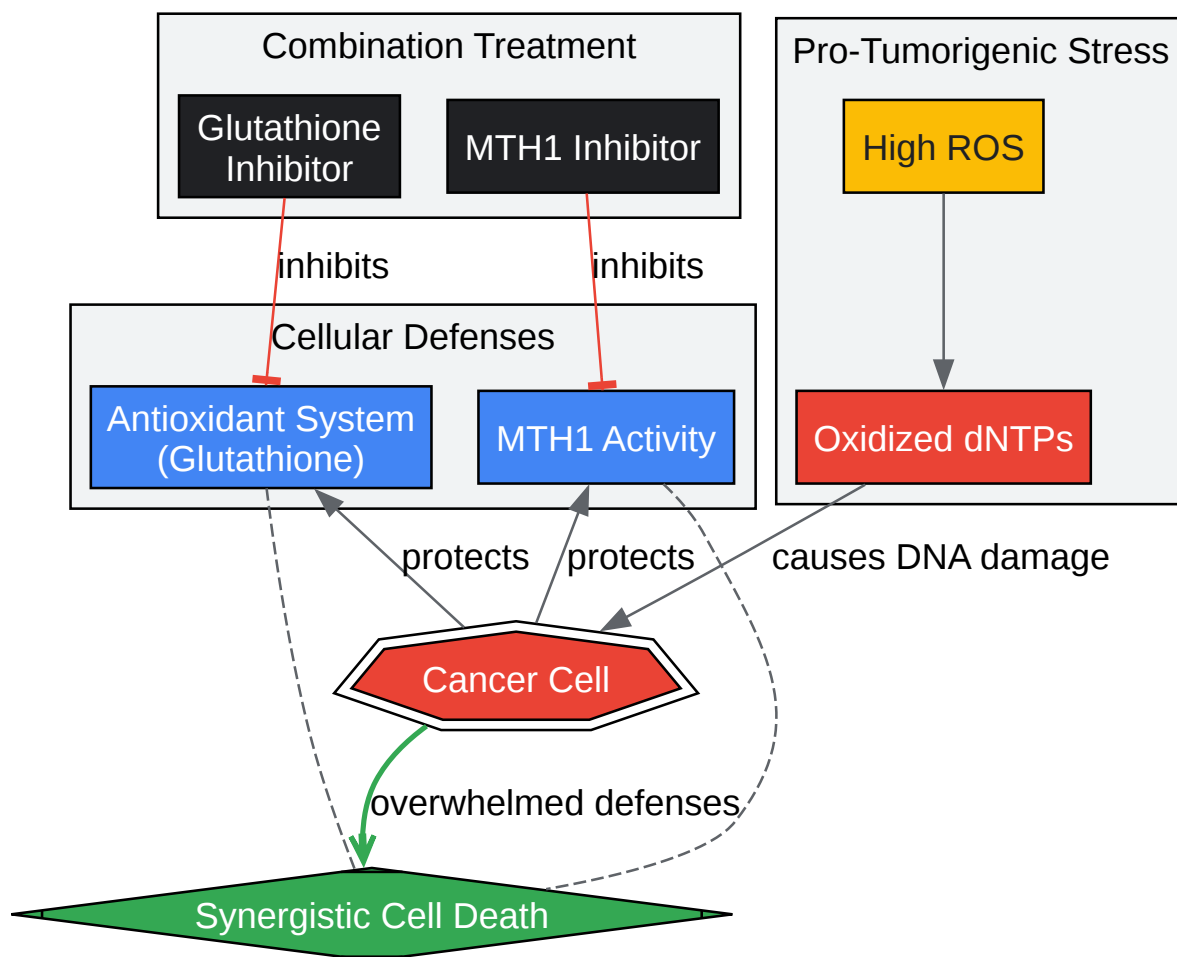 Combination Treatment
Pro-Tumorigenic Stress
Glutathione
Inhibitor
MTH1 Inhibitor
High ROS
inhibits
inhibits
Cellular Defenses
Antioxidant System
(Glutathione)
MTH1 Activity
Oxidized dNTPs
protects
protects
causes DNA damage
Cancer Cell
overwhelmed defenses
Synergistic Cell Death